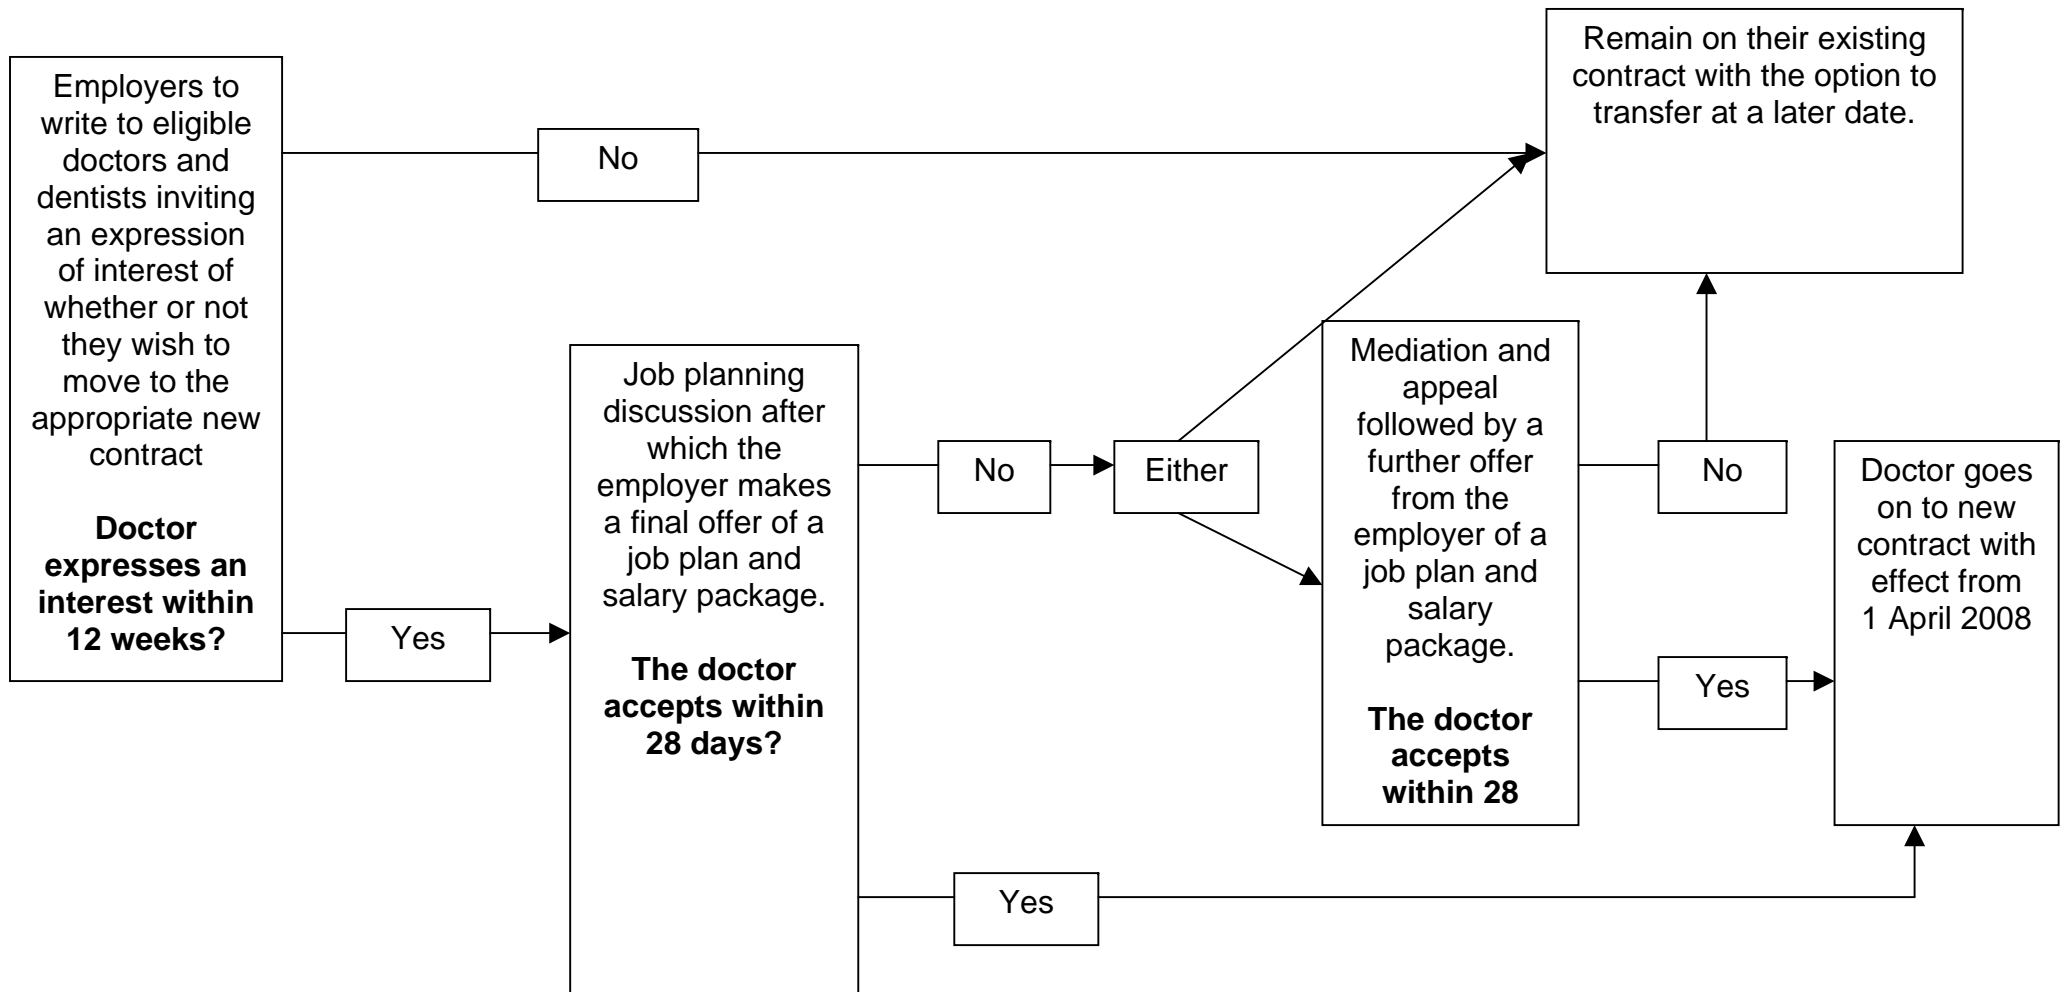 Employers to
write to eligible
doctors and
dentists inviting
an expression
of interest of
whether or not
they wish to
move to the
appropriate new
contract
Doctor
expresses an
interest within
12 weeks?
No
Yes
Job planning
discussion after
which the
employer makes
a final offer of a
job plan and
salary package.
The doctor
accepts within
28 days?
No
Either
Yes
Remain on their existing
contract with the option to
transfer at a later date.
Mediation and
appeal
followed by a
further offer
from the
employer of a
job plan and
salary
package.
The doctor
accepts
within 28
No
Yes
Doctor goes
on to new
contract with
effect from
1 April 2008